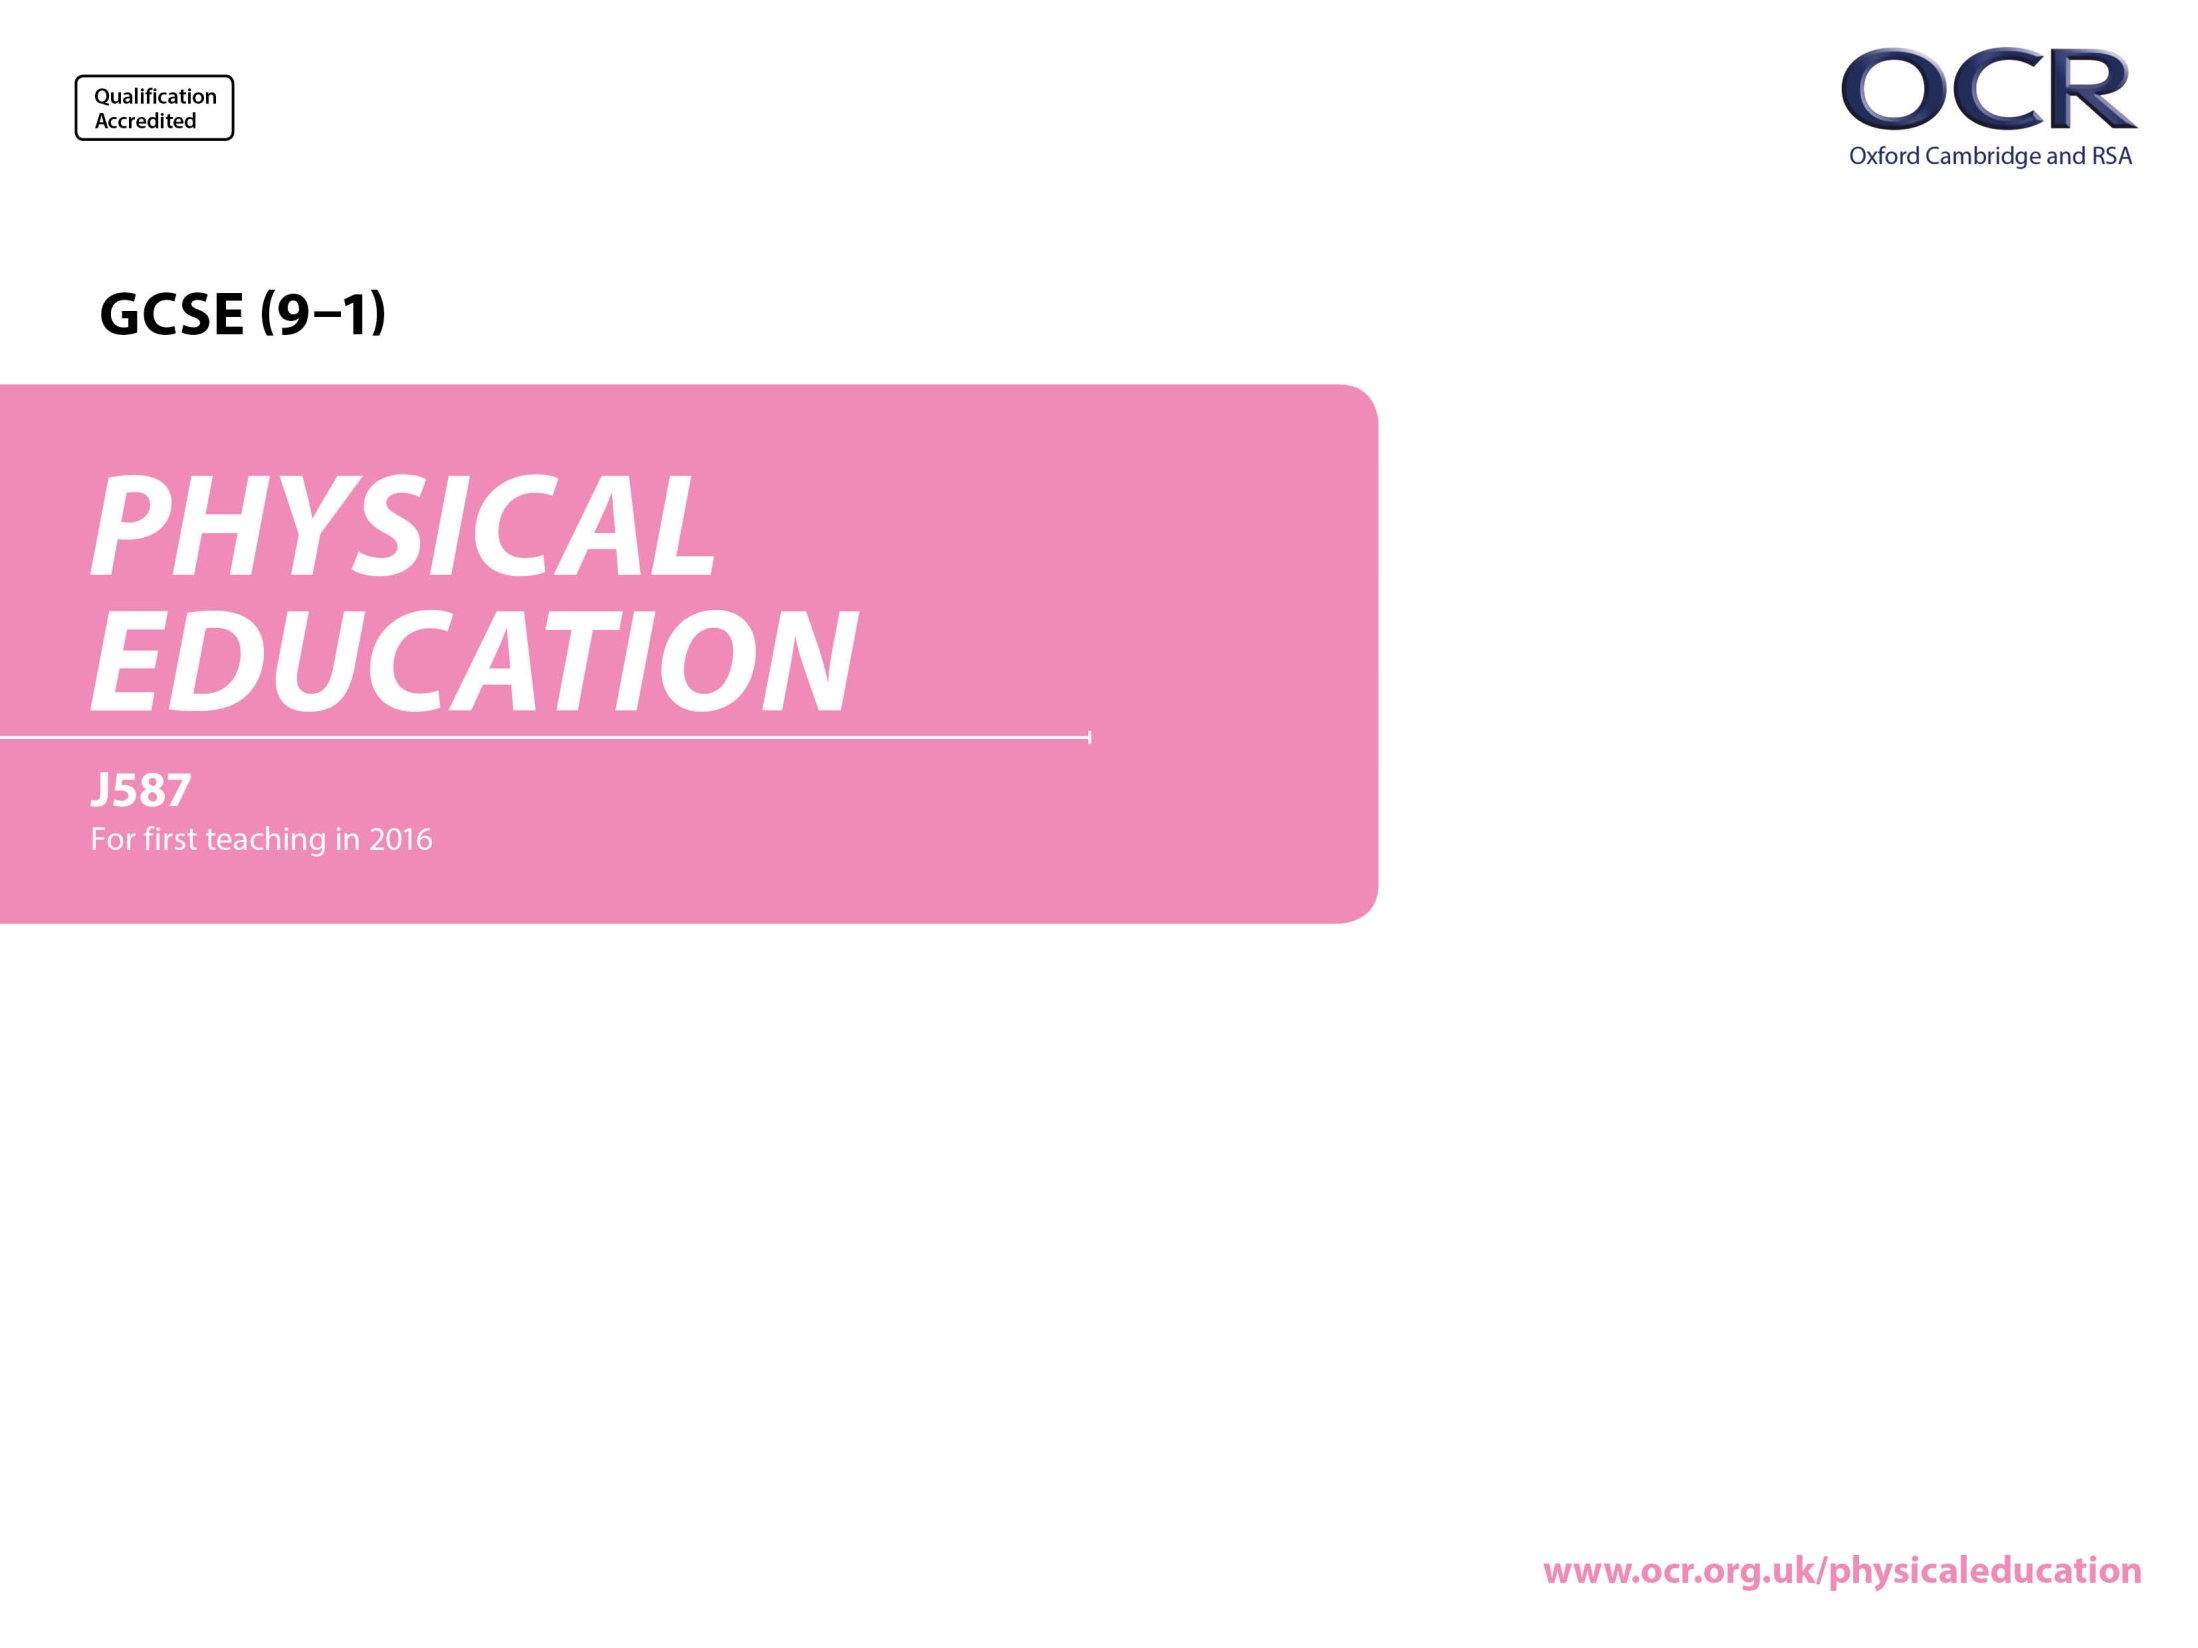 Qualification
Accredited
OCR
Oxford Cambridge and RSA
GCSE (9–1)
PHYSICAL
EDUCATION
J587
For first teaching in 2016
www.ocr.org.uk/physicaleducation